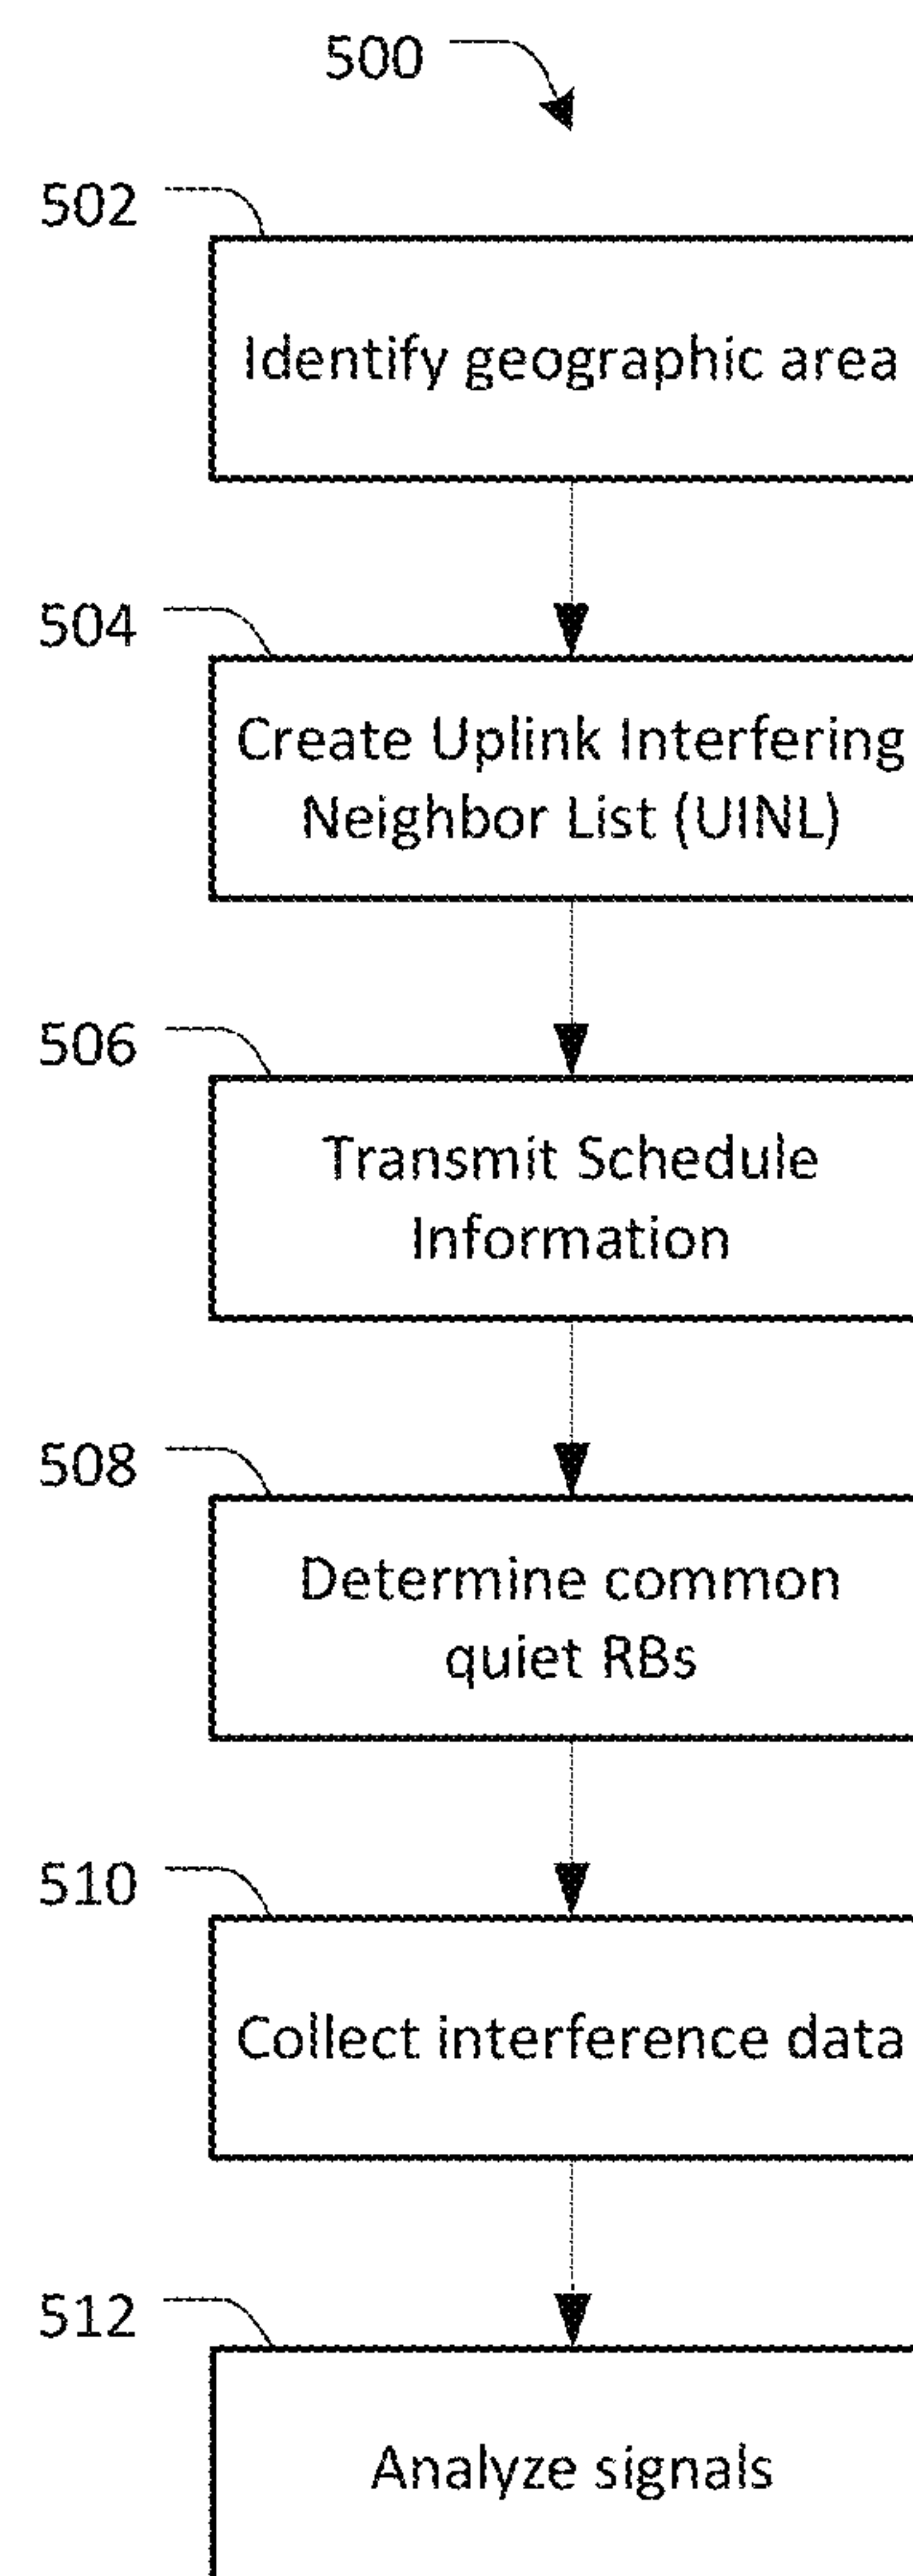 500
502
Identify geographic area
504
Create Uplink Interfering
Neighbor List (UINL)
506
Transmit Schedule
Information
508
Determine common
quiet RBs
510
Collect interference data
512
Analyze signals